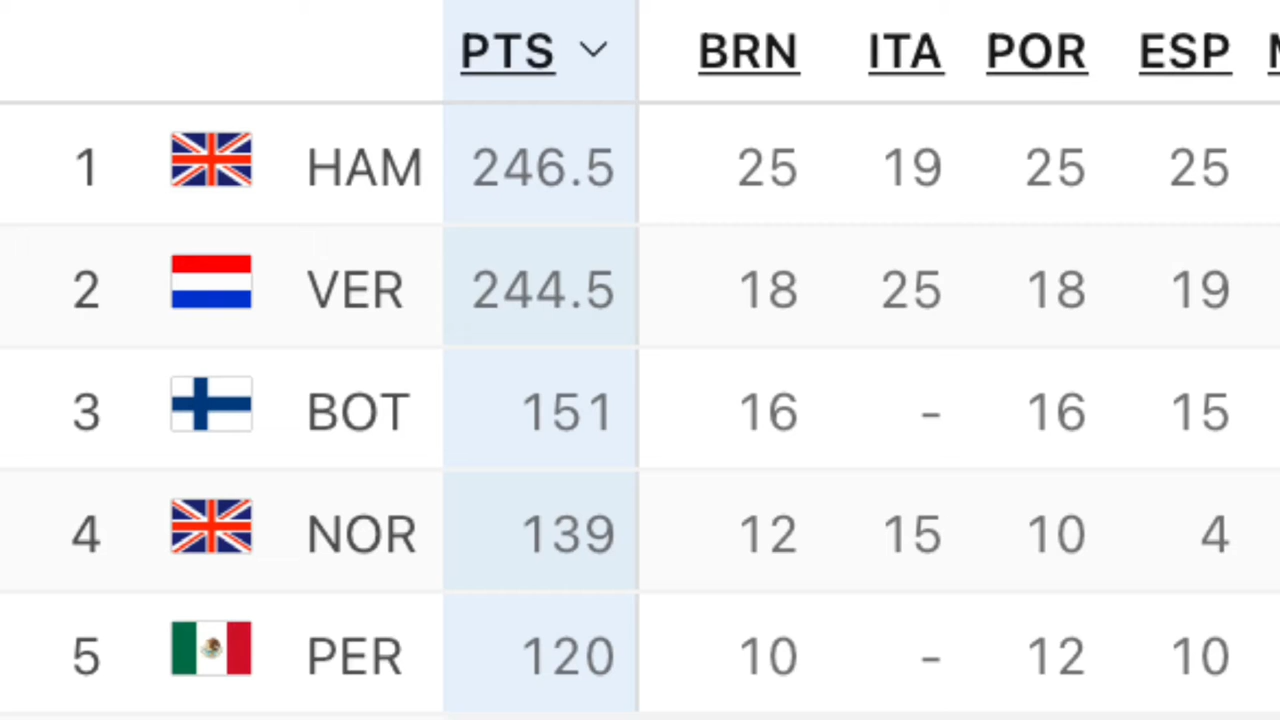 PTS BRN ITA POR ESP
1 HAM 246.5 25 19 25 25
2 VER 244.5 18 25 18 19
3 BOT 151 16 - 16 15
4 NOR 139 12 15 10 4
5 PER 120 10 - 12 10